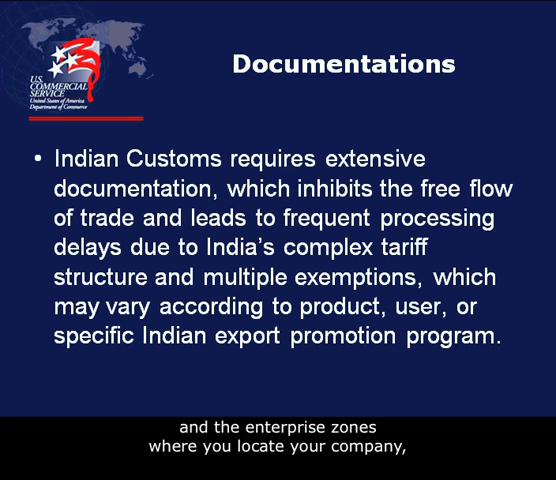 U.S.
COMMERCIAL
SERVICE
United States of America
Department of Commerce
Documentations
• Indian Customs requires extensive
documentation, which inhibits the free flow
of trade and leads to frequent processing
delays due to India's complex tariff
structure and multiple exemptions, which
may vary according to product, user, or
specific Indian export promotion program.
and the enterprise zones
where you locate your company,